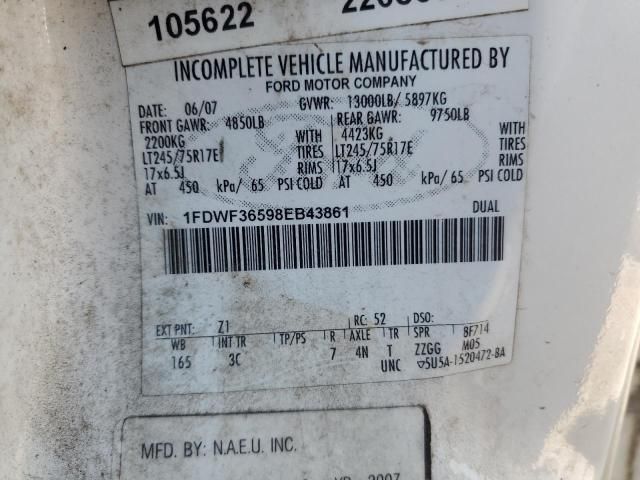 105622
INCOMPLETE VEHICLE MANUFACTURED BY
FORD MOTOR COMPANY
DATE: 06/07 GVWR: 13000LB/ 5897KG
FRONT GAWR: 4850LB REAR GAWR: 9750LB
2200KG WITH 4423KG WITH
LT245/75R17E TIRES LT245/75R17E TIRES
17x6.5J RIMS 17x6.5J RIMS
AT 450 kPa/ 65 PSI COLD AT 450 kPa/ 65 PSI COLD
VIN: 1FDWF36598EB43861 DUAL
EXT PNT: Z1 RC: 52 DSO:
WB INT TR TP/PS R AXLE TR SPR BF714
165 3C 7 4N T ZZGG M05
UNC ▽5U5A-1520472-BA
MFD. BY: N.A.E.U. INC.